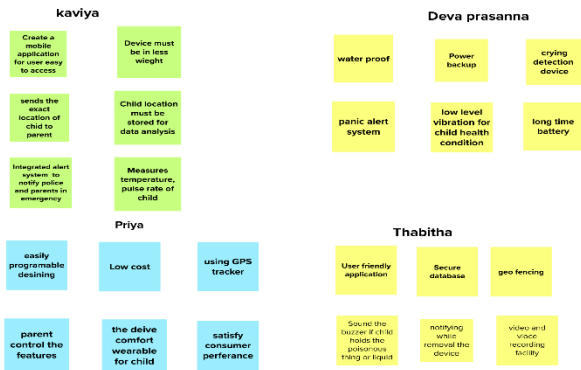 kaviya
Create a
mobile
application
for user easy
to access
Device must
be in less
wieght
sends the
exact
location of
chid to
parent
Child location
must be
stored for
data analysis
Integrated alert
system to
notify police
and parents in
emergency
Measures
temperature,
pulse rate of
child
Deva prasanna
water proof
Power
backup
crying
detection
device
panic alert
system
low level
vibration for
child health
condition
long time
battery
Priya
easily
programable
desining
Low cost
using GPS
tracker
parent
control the
features
the deive
comfort
wearable
for child
satisfy
consumer
perferance
Thabitha
User friendly
application
Secure
database
geo fencing
Sound the
buzzer if child
holds the
poisonous
thing or liquid
notifying
while
removal the
device
video and
viace
recording
facility